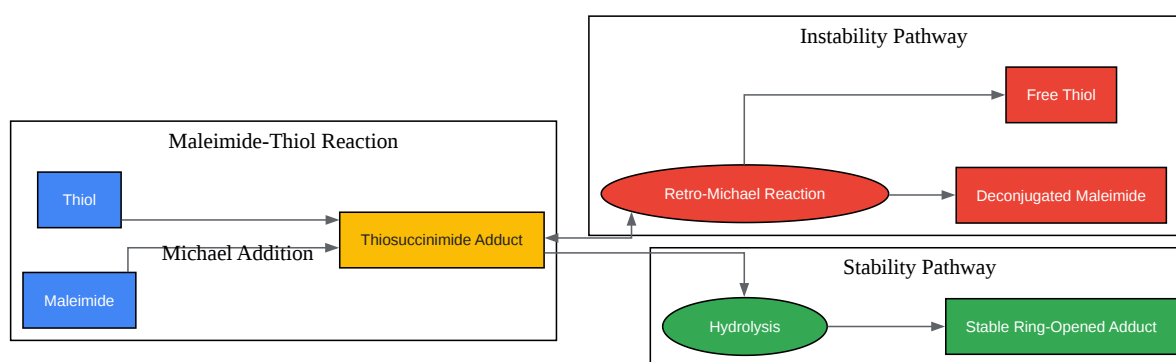 Maleimide-Thiol Reaction
Thiol
Maleimide
Michael Addition
Thiosuccinimide Adduct
Instability Pathway
Retro-Michael Reaction
Free Thiol
Deconjugated Maleimide
Stability Pathway
Hydrolysis
Stable Ring-Opened Adduct